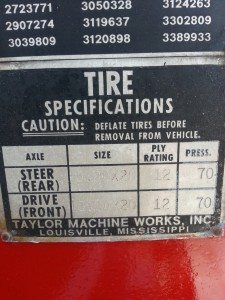 2723771 3050328 3163...
2907274 3119637 3302809
3039809 3120898 3389933
TIRE
SPECIFICATIONS
CAUTION: DEFLATE TIRES BEFORE
REMOVAL FROM VEHICLE.
AXLE SIZE PLY RATING PRESS.
STEER (REAR) 12 70
DRIVE (FRONT) 12 70
TAYLOR MACHINE WORKS, INC.
LOUISVILLE, MISSISSIPPI